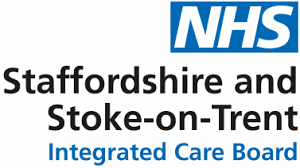 NHS
Staffordshire and
Stoke-on-Trent
Integrated Care Board